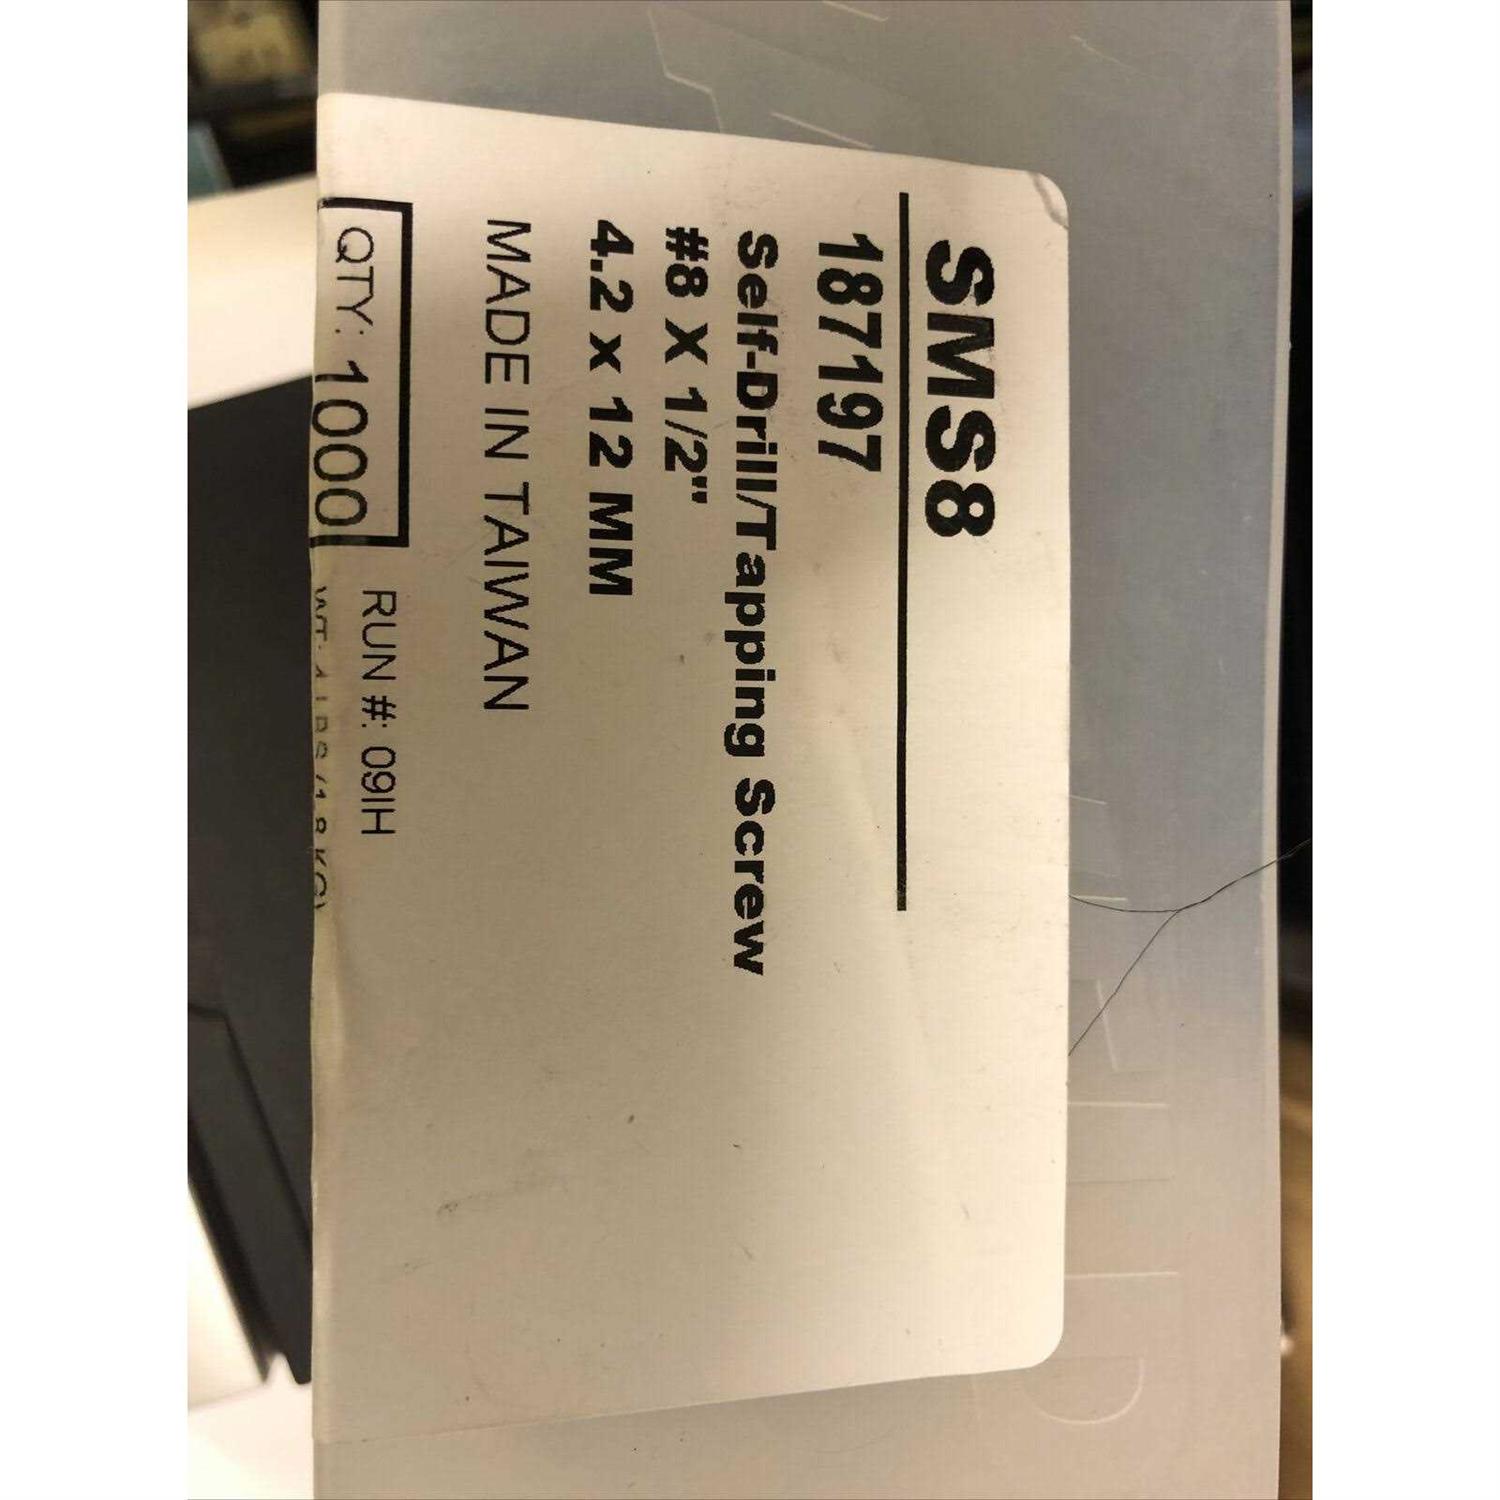 SMS8
187197
Self-Drill/Tapping Screw
#8 X 1/2"
4.2 x 12 MM
MADE IN TAIWAN
QTY: 1000
RUN #: 09IH